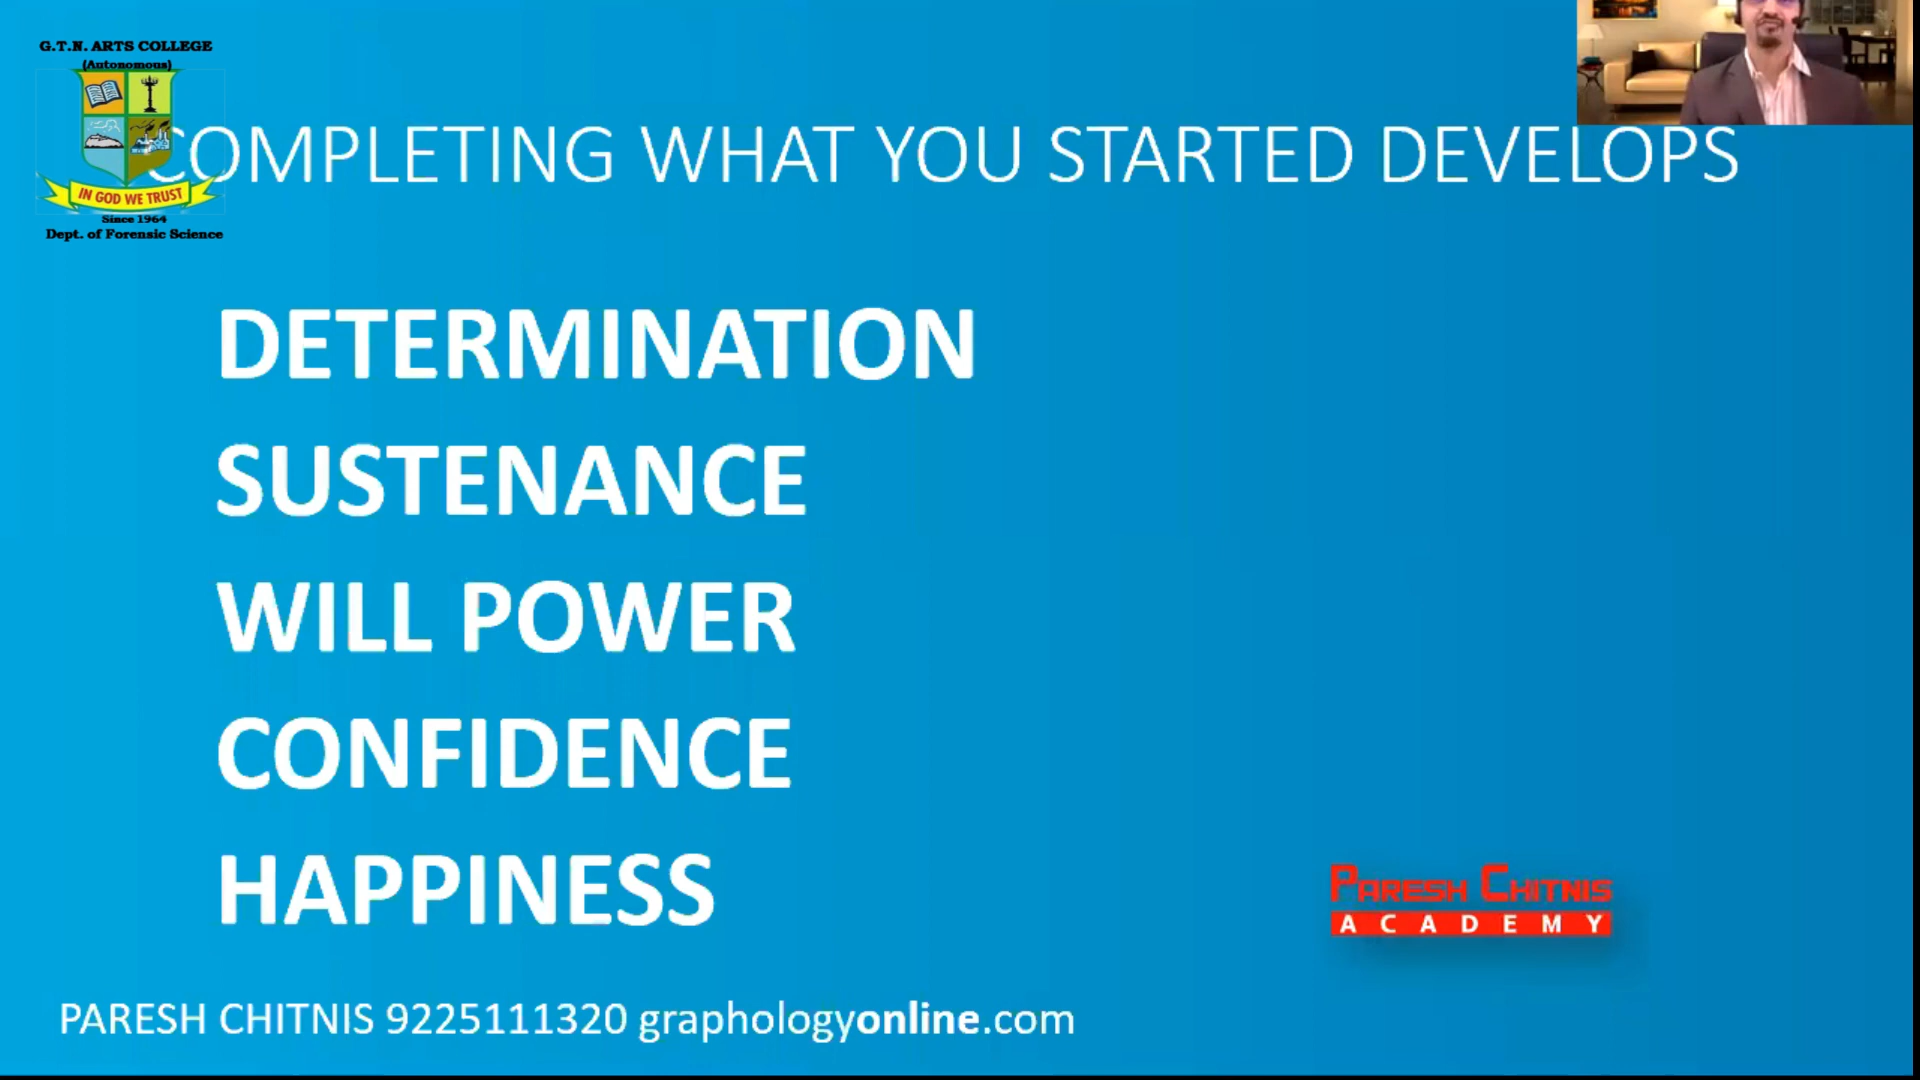 G.T.N. ARTS COLLEGE
(Autonomous)
COMPLETING WHAT YOU STARTED DEVELOPS
IN GOD WE TRUST
Since 1964
Dept. of Forensic Science
DETERMINATION
SUSTENANCE
WILL POWER
CONFIDENCE
HAPPINESS
PARESH CHITNIS
ACADEMY
PARESH CHITNIS 9225111320 graphologyonline.com